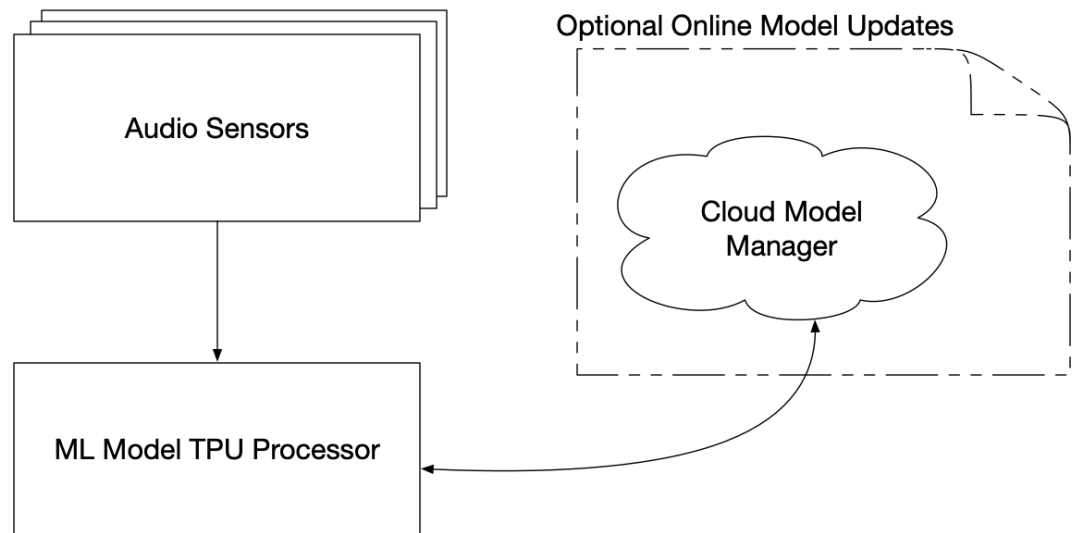 Optional Online Model Updates
Audio Sensors
Cloud Model
Manager
ML Model TPU Processor